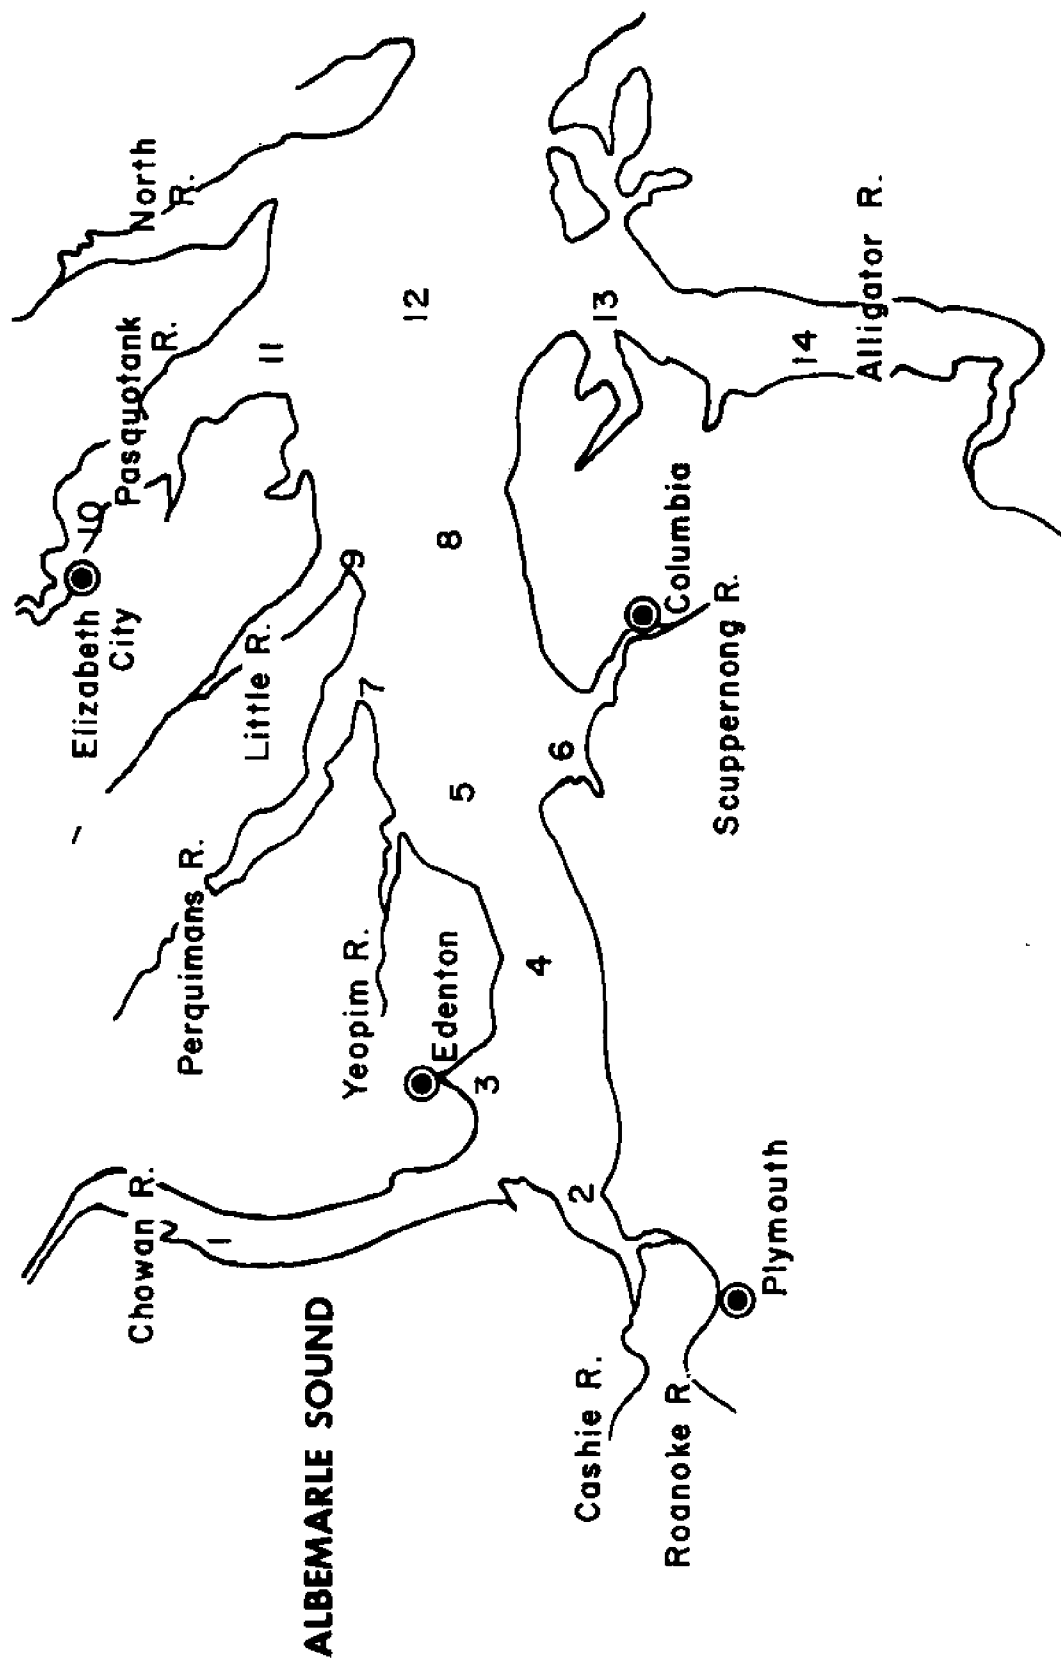 ALBEMARLE SOUND
Chowan R.
1
Cashie R.
Roanoke R.
2
Plymouth
3
Edenton
Yeopim R.
4
Perquimans R.
5
6
7
Scuppernong R.
Columbia
Little R.
8
9
Elizabeth
City
10
Pasquotank
R.
11
12
North
R.
13
14
Alligator R.